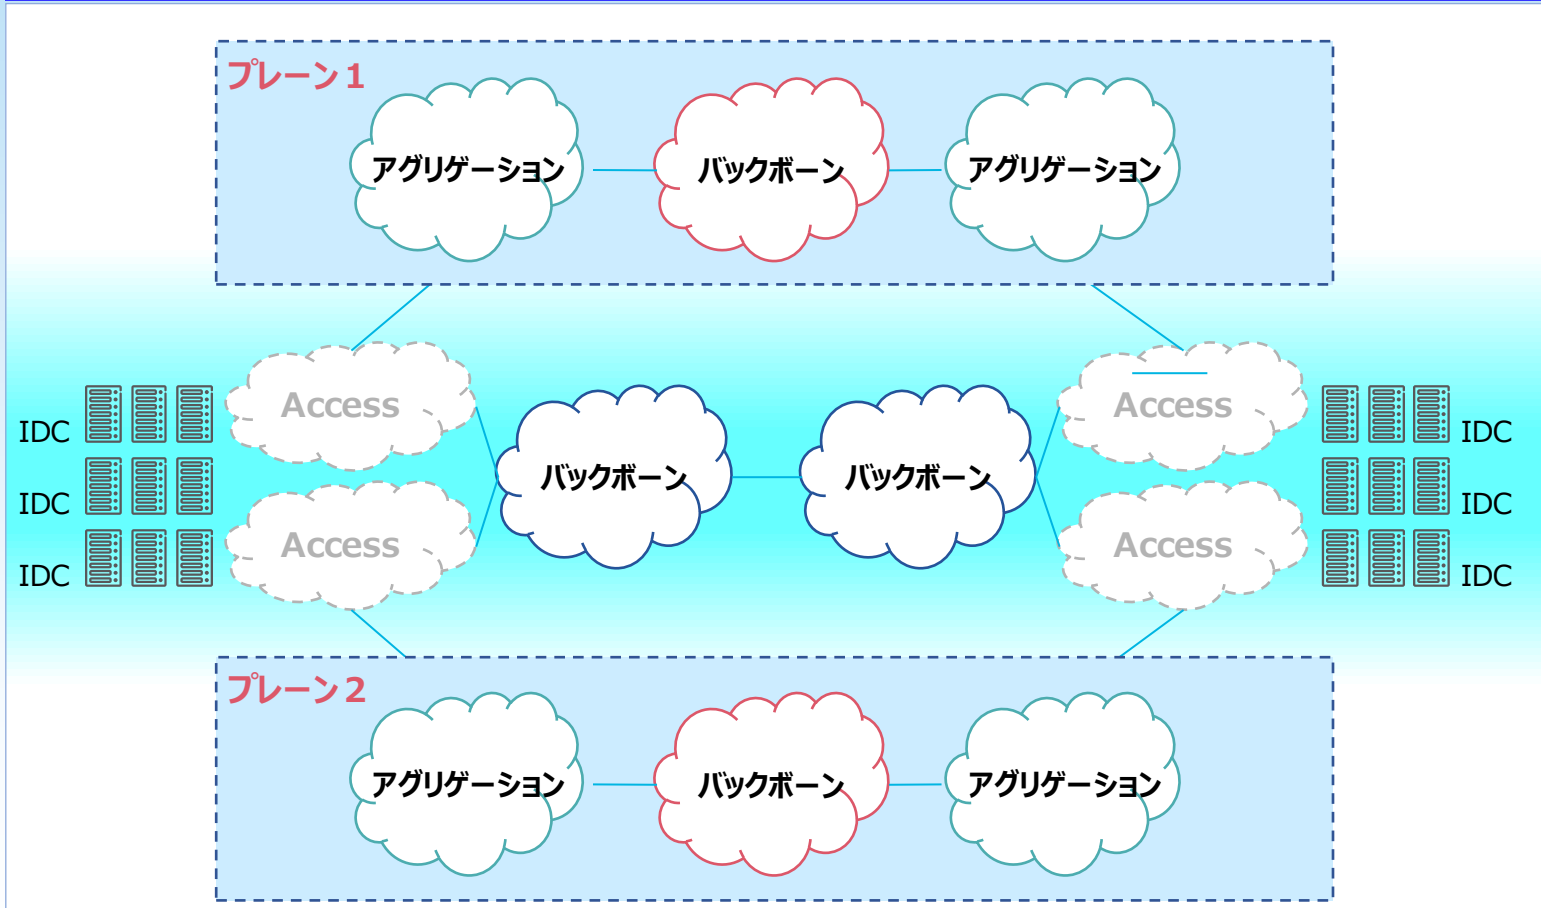 プレーン1
アグリゲーション
バックボーン
アグリゲーション
Access
Access
IDC
IDC
IDC
バックボーン
バックボーン
Access
Access
IDC
IDC
IDC
プレーン2
アグリゲーション
バックボーン
アグリゲーション